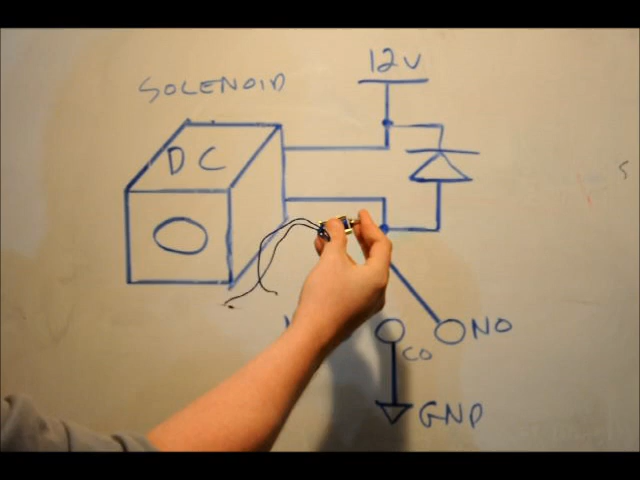 12V
SOLENOID
DC
NO
CO
GND